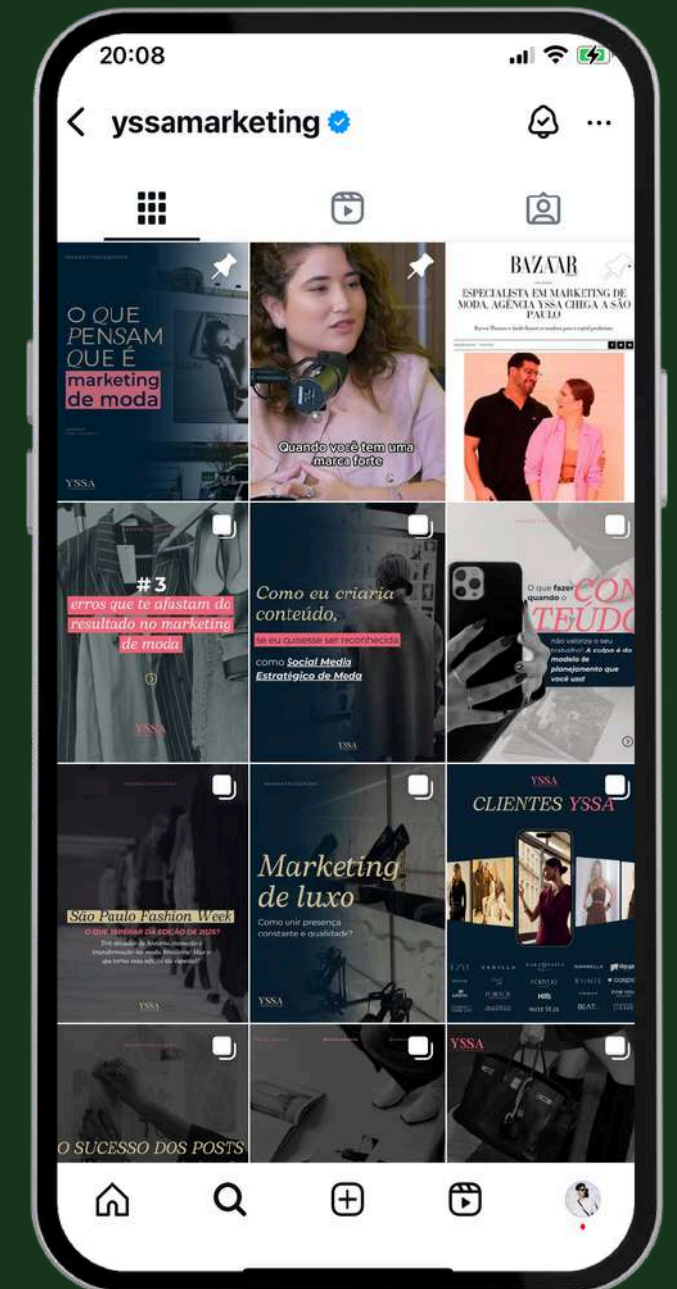 20:08
yssamarketing
O QUE
PENSAM
QUE É
marketing
de moda
YSSA
Quando você tem uma
marca forte
BAZAAR
ESPECIALISTA EM MARKETING DE
MODA, AGÊNCIA YSSA CHEGA A SÃO
PAULO
#3
erros que te afastam do
resultado no marketing
de moda
YSSA
Como eu criaria
conteúdo,
se eu quisesse ser reconhecida
como Social Media
Estratégico de Moda
YSSA
O que fazer
quando o
CON
TEÚDO
não valoriza o seu
trabalho? A culpa é do
modelo de
planejamento que
você usa!
São Paulo Fashion Week
O QUE ESPERAR DA EDIÇÃO DE 2025?
YSSA
Marketing
de luxo
Como unir presença
constante e qualidade?
YSSA
YSSA
CLIENTES YSSA
O SUCESSO DOS POSTS
YSSA